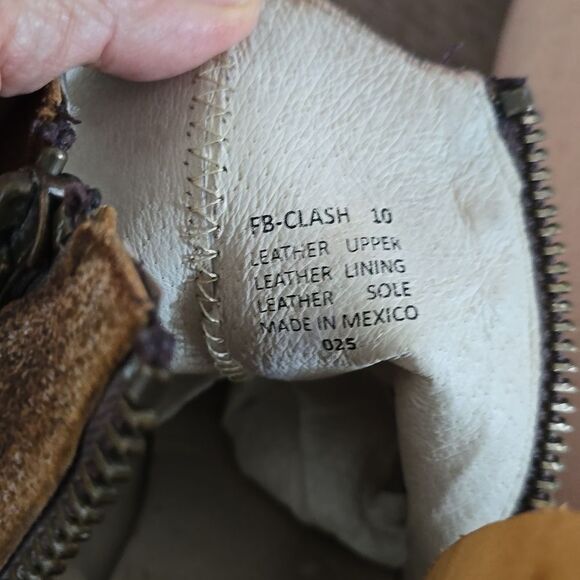 FB-CLASH 10
LEATHER UPPER
LEATHER LINING
LEATHER SOLE
MADE IN MEXICO
025